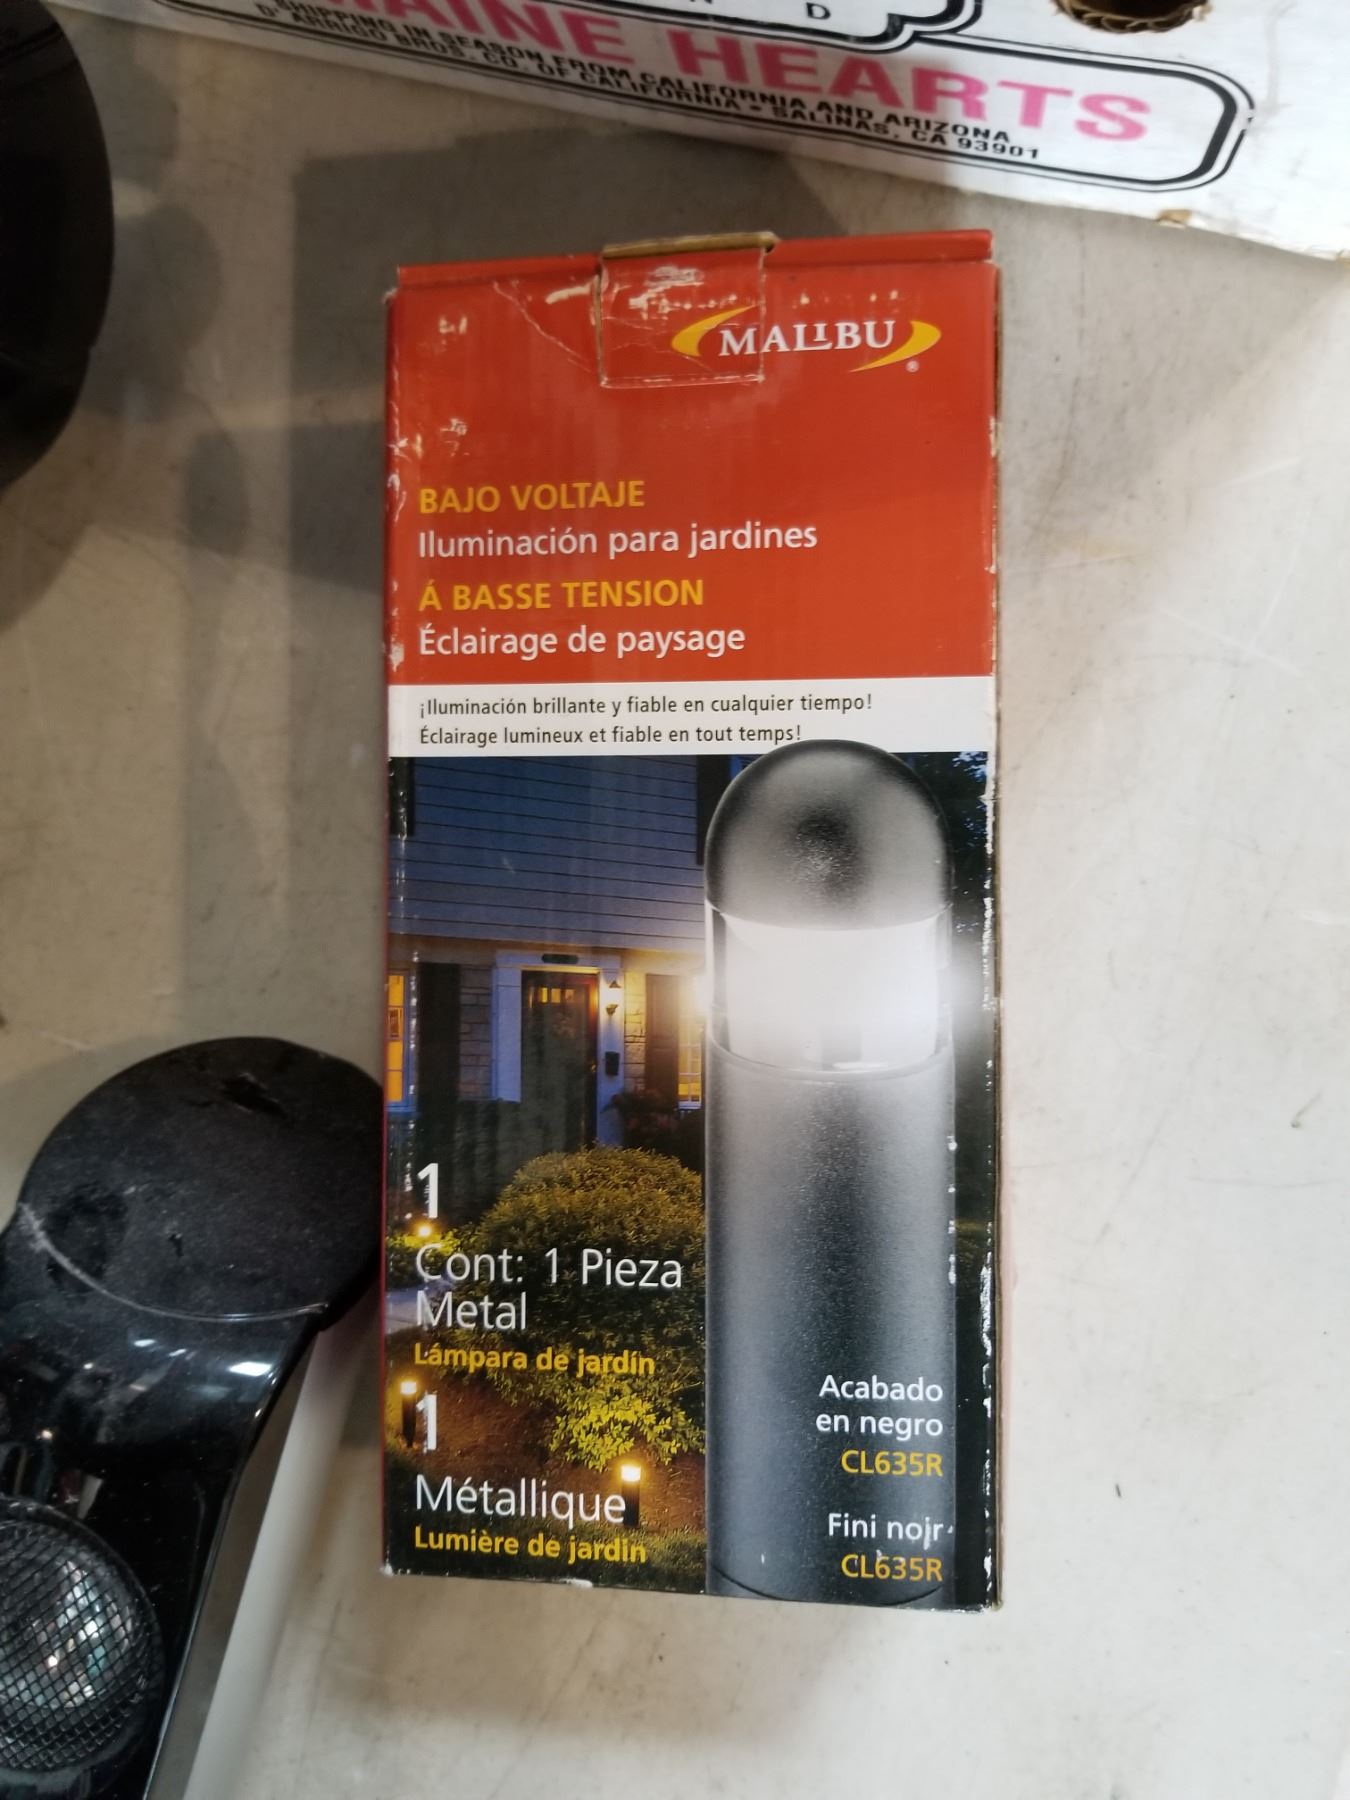 N D
HEARTS
SHIPPING IN SEASON FROM CALIFORNIA AND ARIZONA
D'ARRIGO BROS. CO. OF CALIFORNIA • SALINAS, CA 93901
MALIBU®
BAJO VOLTAJE
Iluminación para jardines
Á BASSE TENSION
Éclairage de paysage
¡Iluminación brillante y fiable en cualquier tiempo!
Éclairage lumineux et fiable en tout temps!
1
Cont: 1 Pieza
Metal
Lámpara de jardín
1
Métallique
Lumière de jardin
Acabado
en negro
CL635R
Fini noir
CL635R